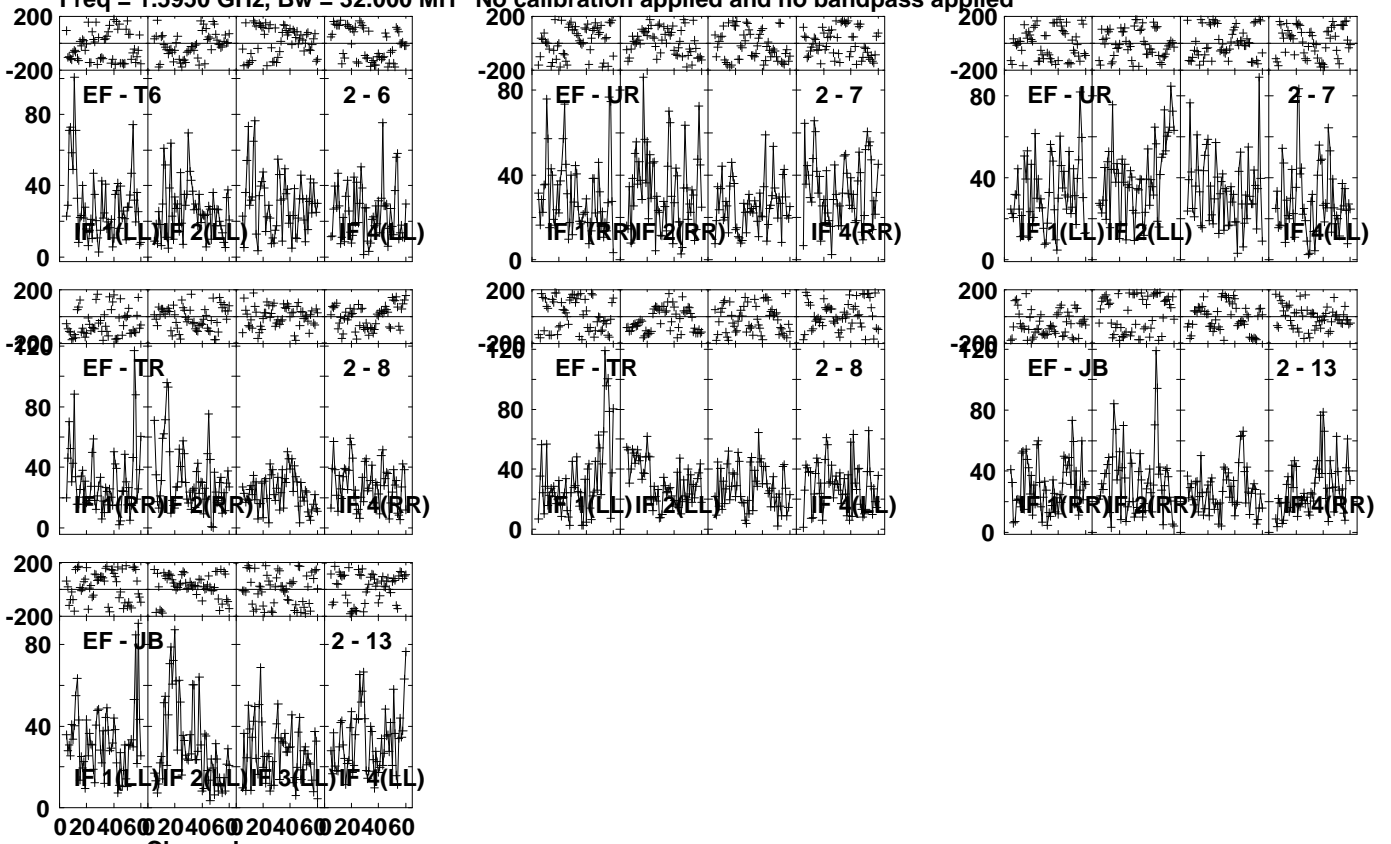 Freq = 1.5950 GHz, Bw = 32.000 MH No calibration applied and no bandpass applied
200 200 200
-200 -200 -200
EF - T6 2 - 6 EF - UR 2 - 7 EF - UR 2 - 7
80 80 80
40 40 40
IF 1(LL) IF 2(LL) IF 4(LL) IF 1(RR) IF 2(RR) IF 4(RR) IF 1(LL) IF 2(LL) IF 4(LL)
0 0 0
200 200 200
-200 -200 -200
120 120 120
EF - TR 2 - 8 EF - TR 2 - 8 EF - JB 2 - 13
80 80 80
40 40 40
IF 1(RR) IF 2(RR) IF 4(RR) IF 1(LL) IF 2(LL) IF 4(LL) IF 1(RR) IF 2(RR) IF 4(RR)
0 0 0
200
-200
EF - JB 2 - 13
80
40
IF 1(LL) IF 2(LL) IF 3(LL) IF 4(LL)
0
0 20 40 60 0 20 40 60 0 20 40 60 0 20 40 60